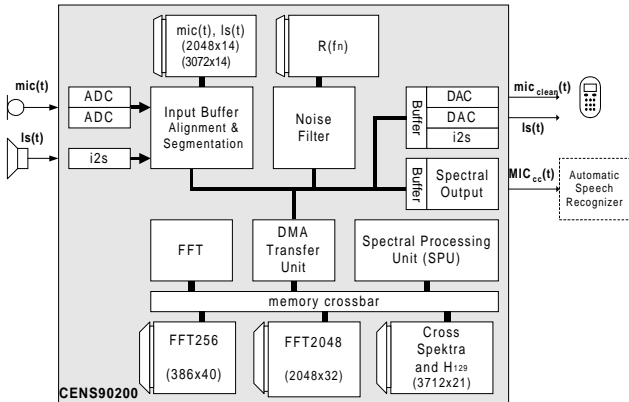 mic(t), ls(t)
(2048x14)
(3072x14)
R(fn)
mic(t)
ADC
ADC
ls(t)
i2s
Input Buffer
Alignment &
Segmentation
Noise
Filter
Buffer
DAC
DAC
i2s
mic clean(t)
ls(t)
Buffer
Spectral
Output
MIC cc(t)
Automatic
Speech
Recognizer
FFT
DMA
Transfer
Unit
Spectral Processing
Unit (SPU)
memory crossbar
FFT256
(386x40)
FFT2048
(2048x32)
Cross
Spektra
and H129
(3712x21)
CENS90200